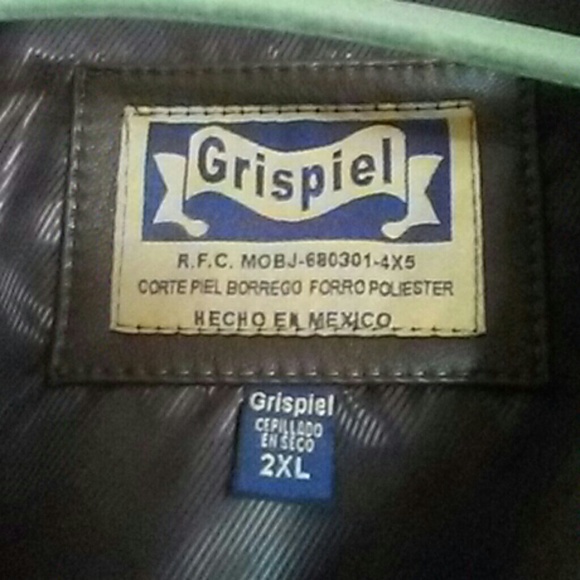 Grispiel
R.F.C. MOBJ-680301-4X5
CORTE PIEL BORREGO FORRO POLIESTER
HECHO EN MEXICO
Grispiel
CEPILLADO
EN SECO
2XL